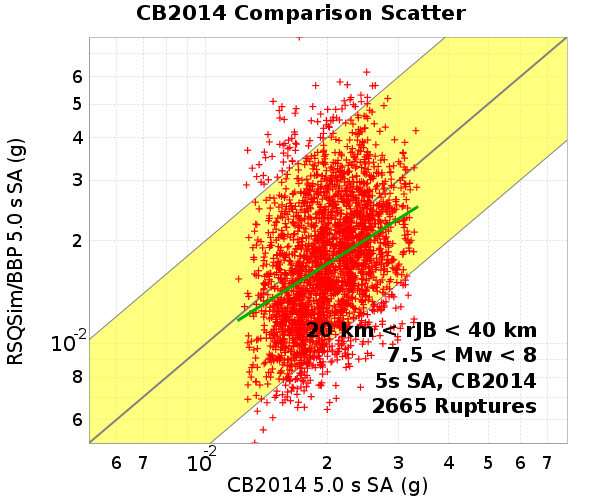 CB2014 Comparison Scatter
RSQSim/BBP 5.0 s SA (g)
6
5
4
3
2
10-2
8
6
20 km < rJB < 40 km
7.5 < Mw < 8
5s SA, CB2014
2665 Ruptures
6 7 10-2 2 3 4 5 6 7
CB2014 5.0 s SA (g)